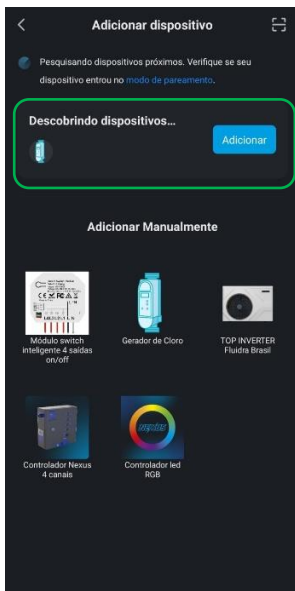 Adicionar dispositivo
Pesquisando dispositivos próximos. Verifique se seu
dispositivo entrou no modo de pareamento.
Descobrindo dispositivos...
Adicionar
Adicionar Manualmente
Módulo switch
inteligente 4 saídas
on/off
Gerador de Cloro
TOP INVERTER
Fluidra Brasil
nexus
Controlador Nexus
4 canais
Controlador led
RGB